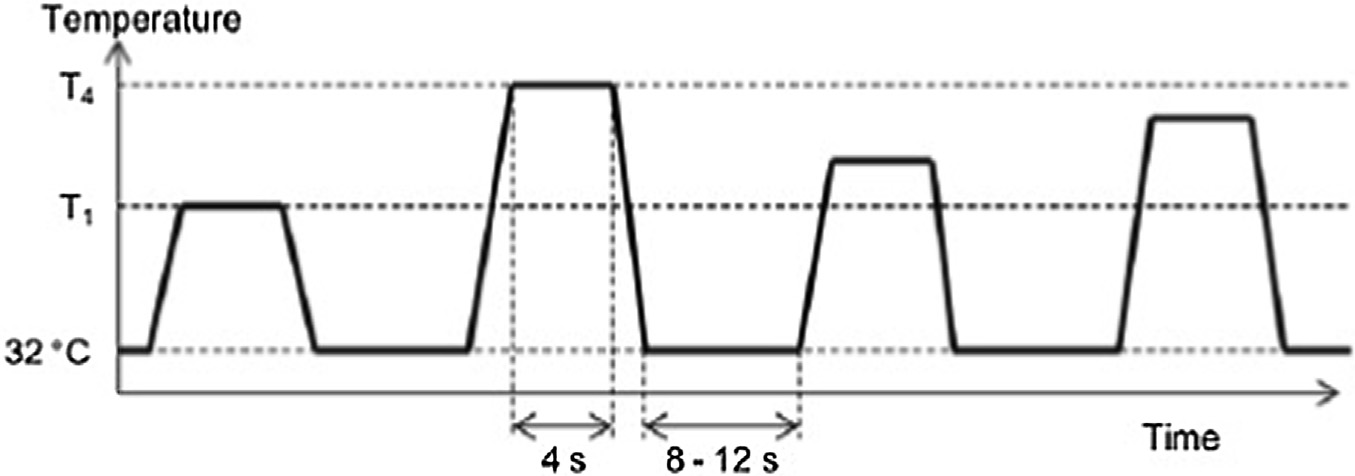 Temperature
T4
T1
32 °C
4 s
8 - 12 s
Time